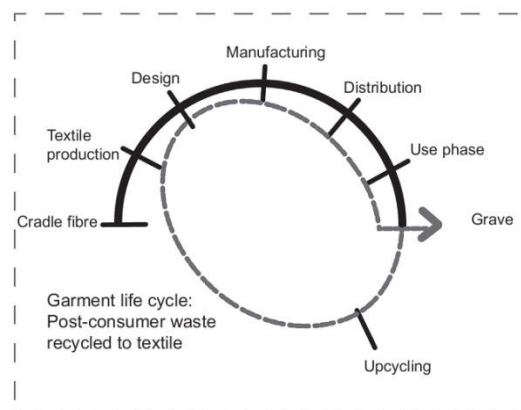 Manufacturing
Design
Distribution
Textile
production
Use phase
Cradle fibre
Grave
Garment life cycle:
Post-consumer waste
recycled to textile
Upcycling